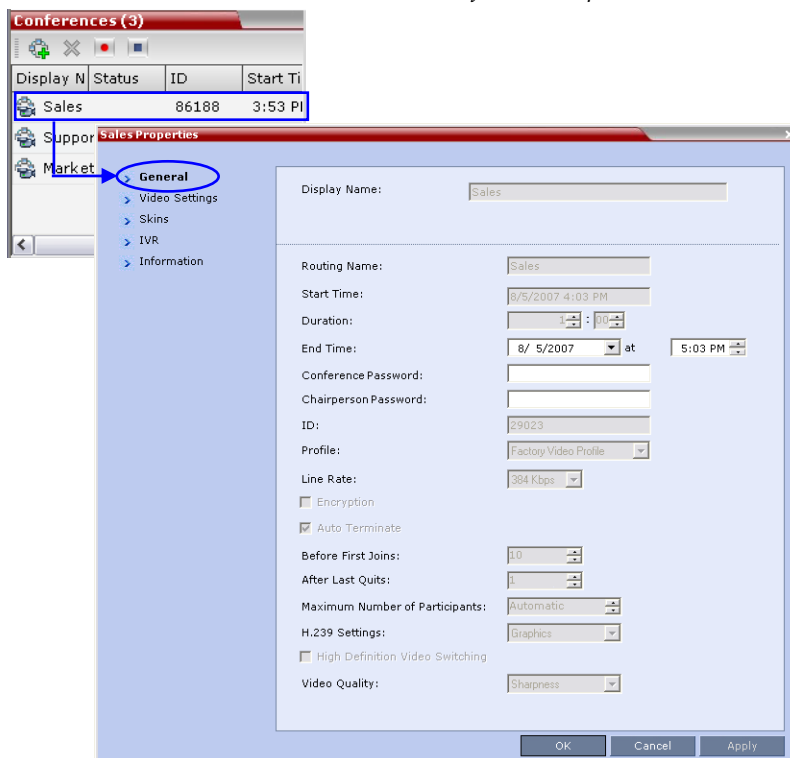 Conferences (3)
Display N Status ID Start Ti
Sales 86188 3:53 P
Suppor
Market
Sales Properties
General
Video Settings
Skins
IVR
Information
Display Name: Sales
Routing Name: Sales
Start Time: 8/5/2007 4:03 PM
Duration: 1 : 00
End Time: 8/ 5/2007 at 5:03 PM
Conference Password:
Chairperson Password:
ID: 29023
Profile: Factory Video Profile
Line Rate: 384 Kbps
Encryption
Auto Terminate
Before First Joins: 10
After Last Quits: 1
Maximum Number of Participants: Automatic
H.239 Settings: Graphics
High Definition Video Switching
Video Quality: Sharpness
OK Cancel Apply